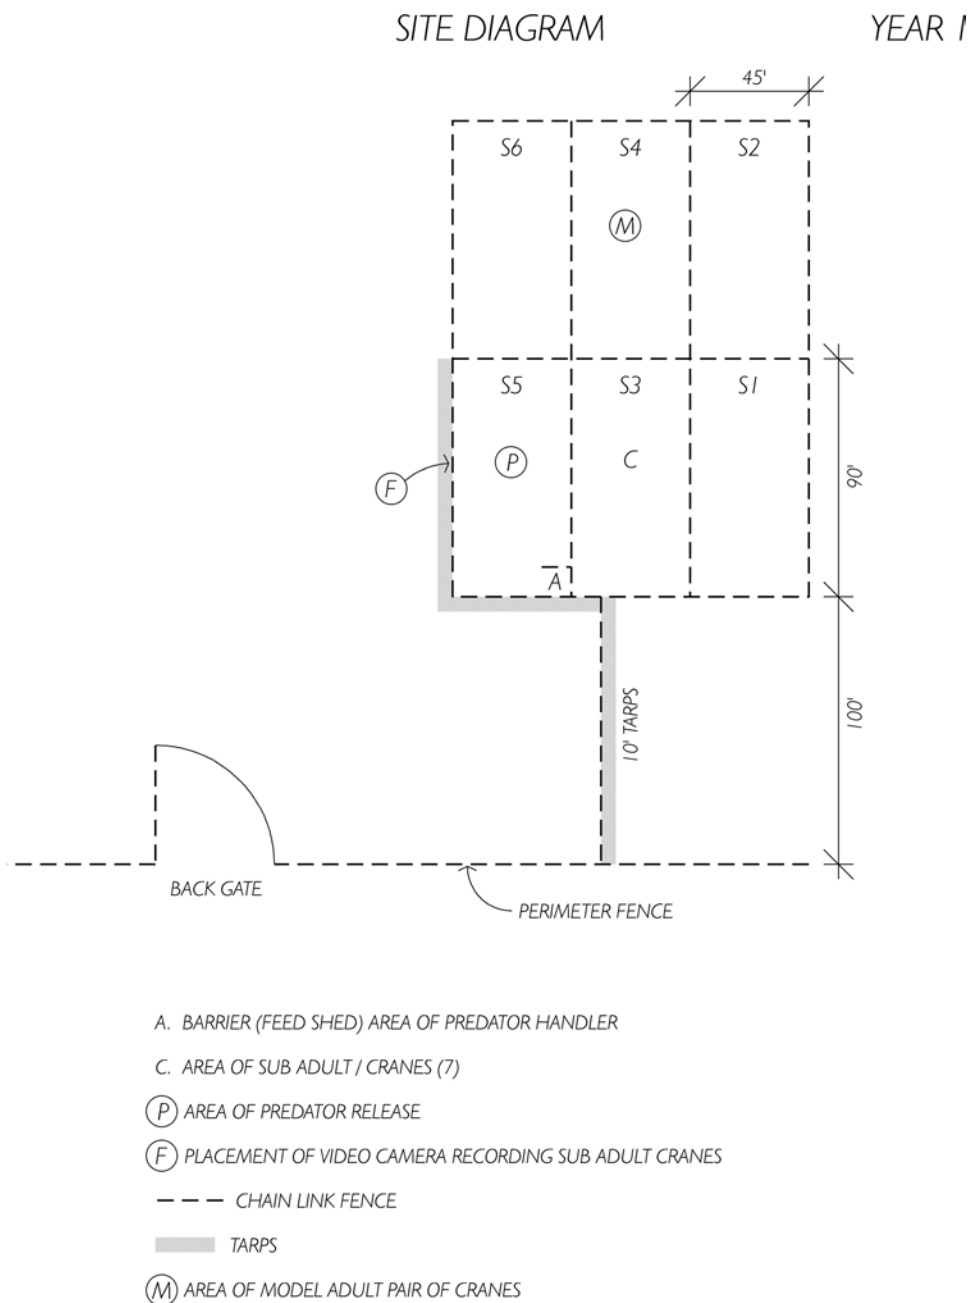 SITE DIAGRAM
YEAR
45'
S6 S4 S2
M
S5 S3 S1
P C
F
90'
A
10' TARPS
100'
BACK GATE
PERIMETER FENCE
A. BARRIER (FEED SHED) AREA OF PREDATOR HANDLER
C. AREA OF SUB ADULT / CRANES (7)
P AREA OF PREDATOR RELEASE
F PLACEMENT OF VIDEO CAMERA RECORDING SUB ADULT CRANES
CHAIN LINK FENCE
TARPS
M AREA OF MODEL ADULT PAIR OF CRANES